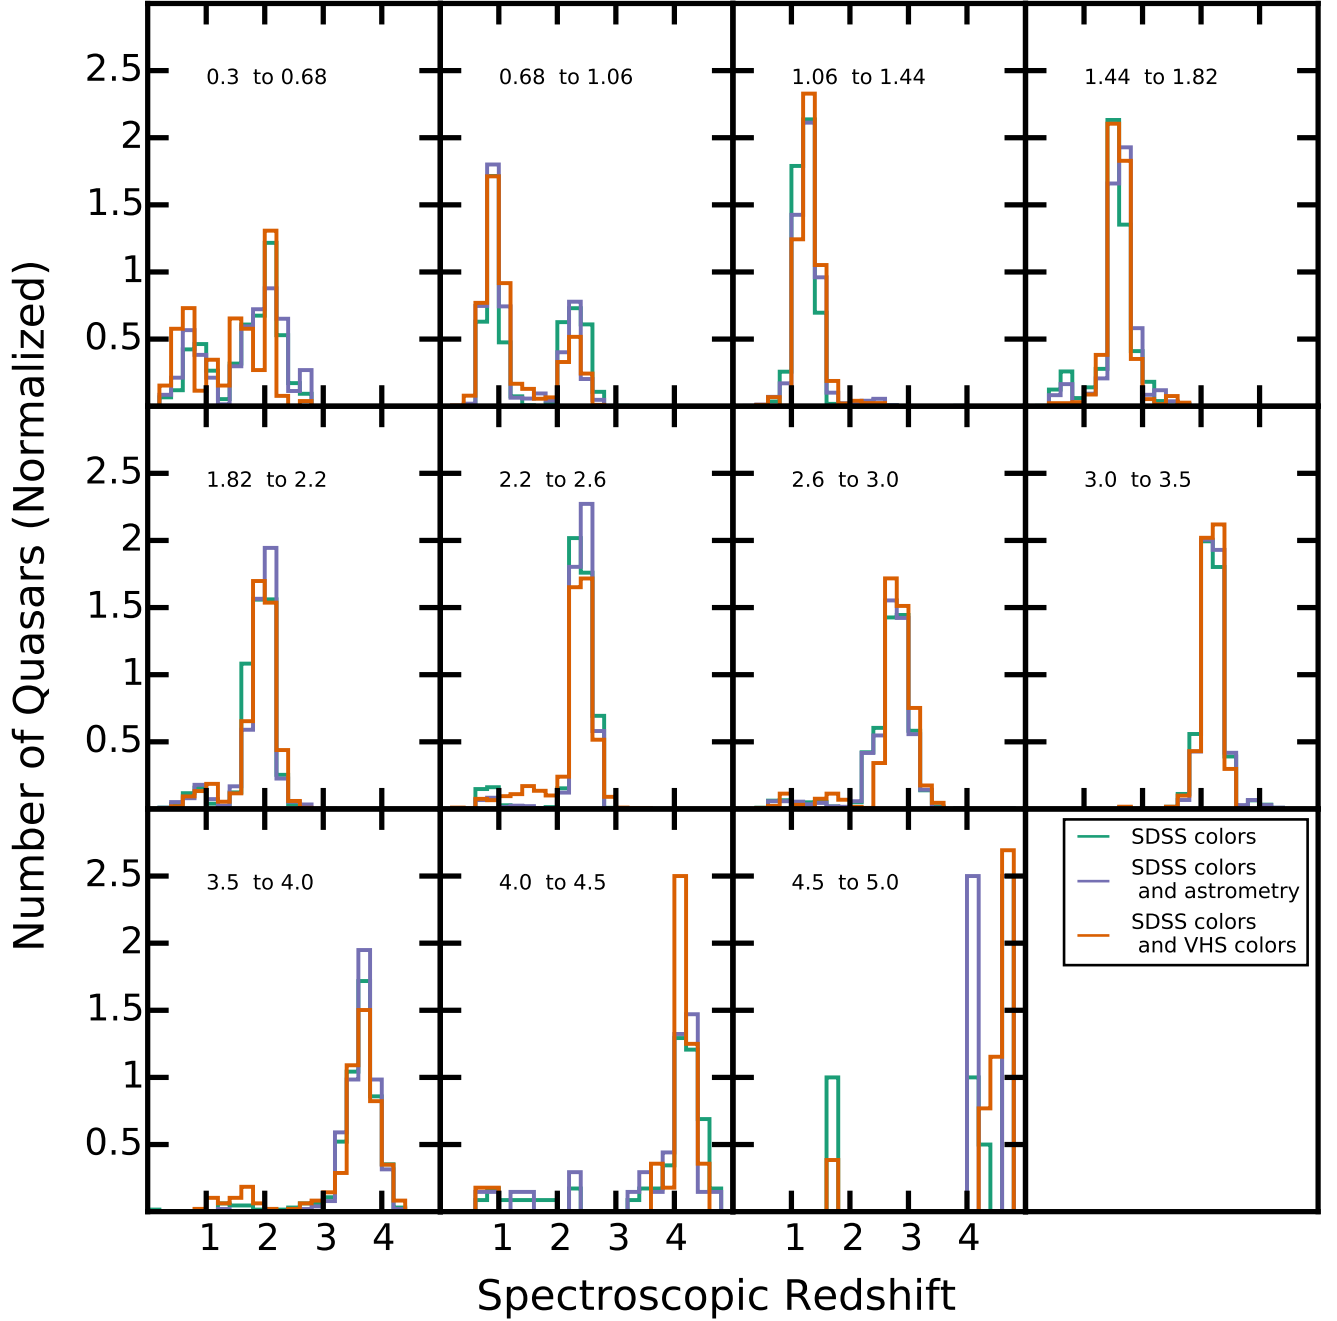 Number of Quasars (Normalized)
0.3 to 0.68
0.68 to 1.06
1.06 to 1.44
1.44 to 1.82
2.5
2
1.5
1
0.5
1.82 to 2.2
2.2 to 2.6
2.6 to 3.0
3.0 to 3.5
2.5
2
1.5
1
0.5
3.5 to 4.0
4.0 to 4.5
4.5 to 5.0
2.5
2
1.5
1
0.5
SDSS colors
SDSS colors
and astrometry
SDSS colors
and VHS colors
1 2 3 4 1 2 3 4 1 2 3 4
Spectroscopic Redshift